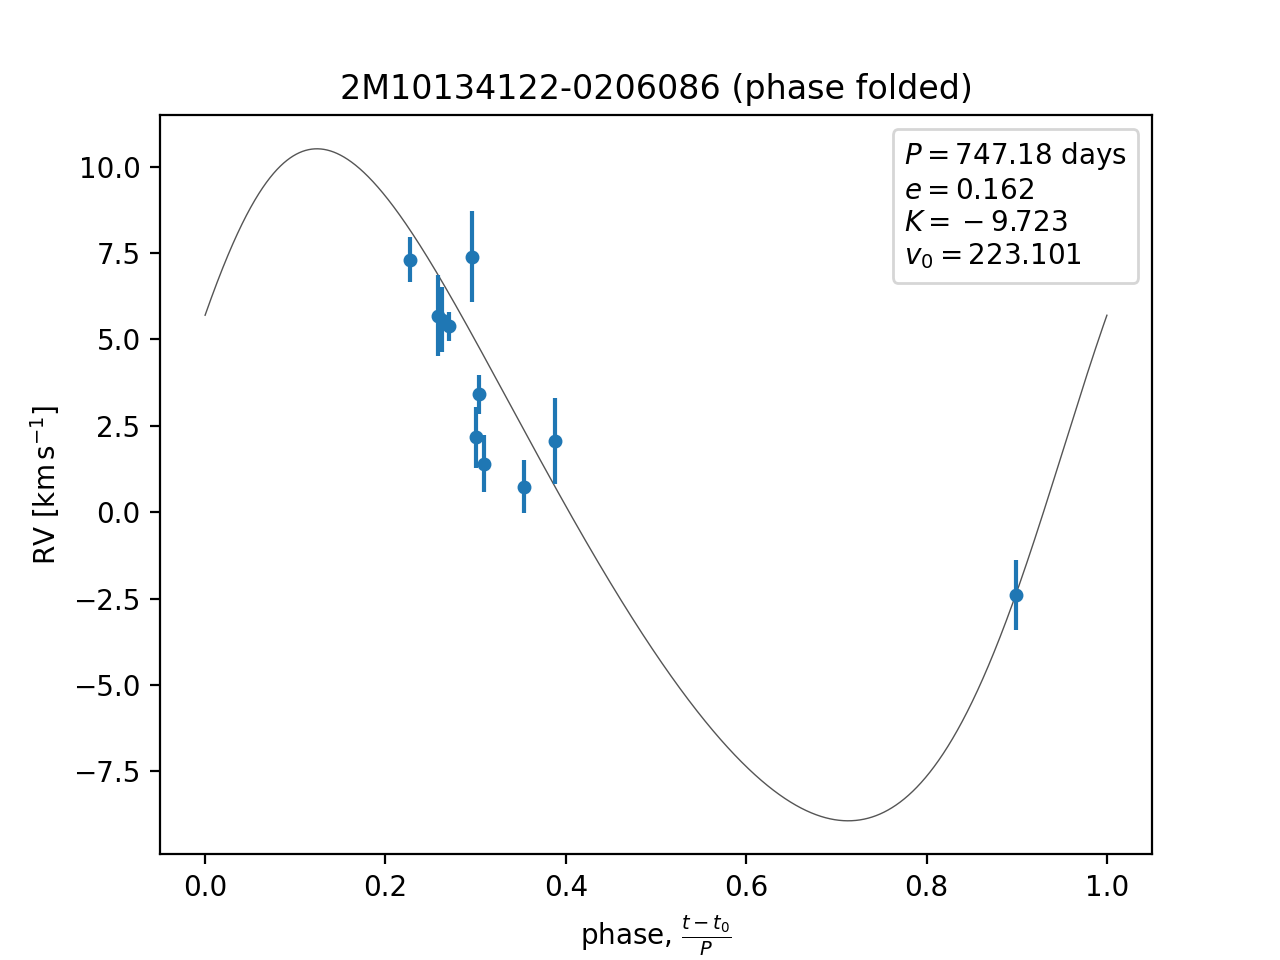 2M10134122-0206086 (phase folded)
P = 747.18 days
e = 0.162
K = −9.723
v₀ = 223.101
10.0
7.5
5.0
2.5
0.0
−2.5
−5.0
−7.5
RV [km s⁻¹]
0.0 0.2 0.4 0.6 0.8 1.0
phase, (t − t₀)/P